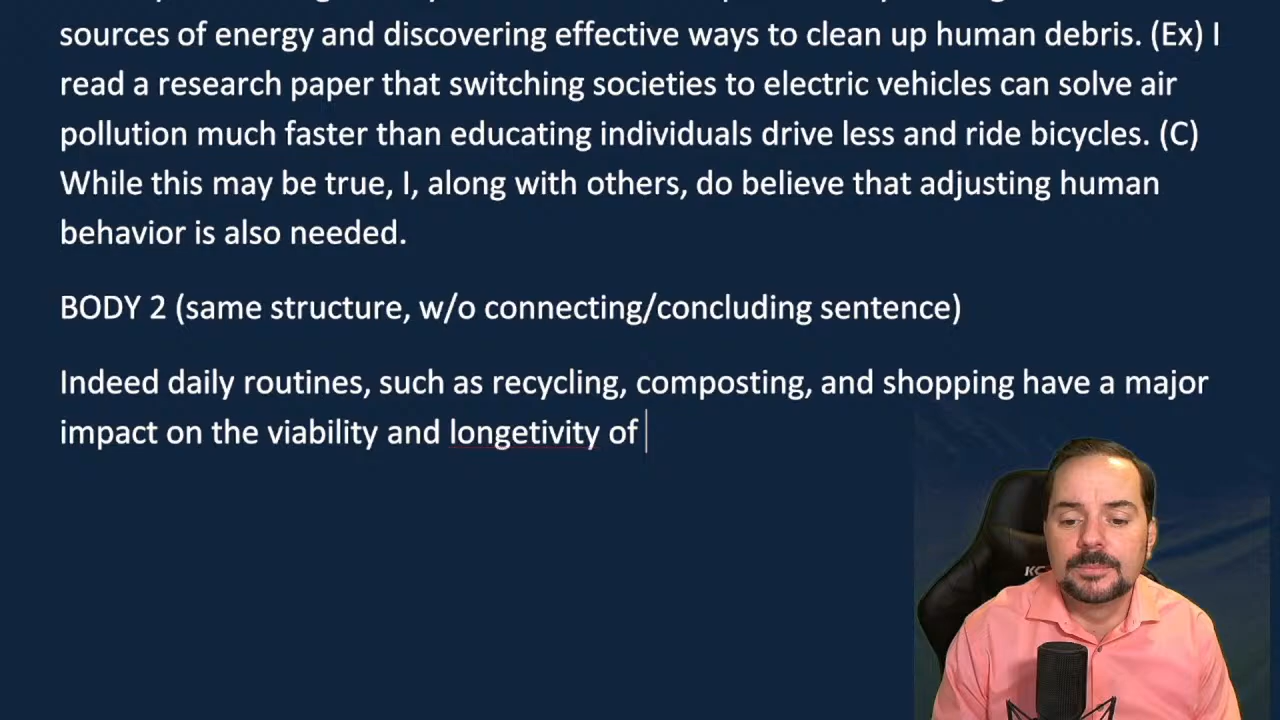 sources of energy and discovering effective ways to clean up human debris. (Ex) I
read a research paper that switching societies to electric vehicles can solve air
pollution much faster than educating individuals drive less and ride bicycles. (C)
While this may be true, I, along with others, do believe that adjusting human
behavior is also needed.
BODY 2 (same structure, w/o connecting/concluding sentence)
Indeed daily routines, such as recycling, composting, and shopping have a major
impact on the viability and longetivity of